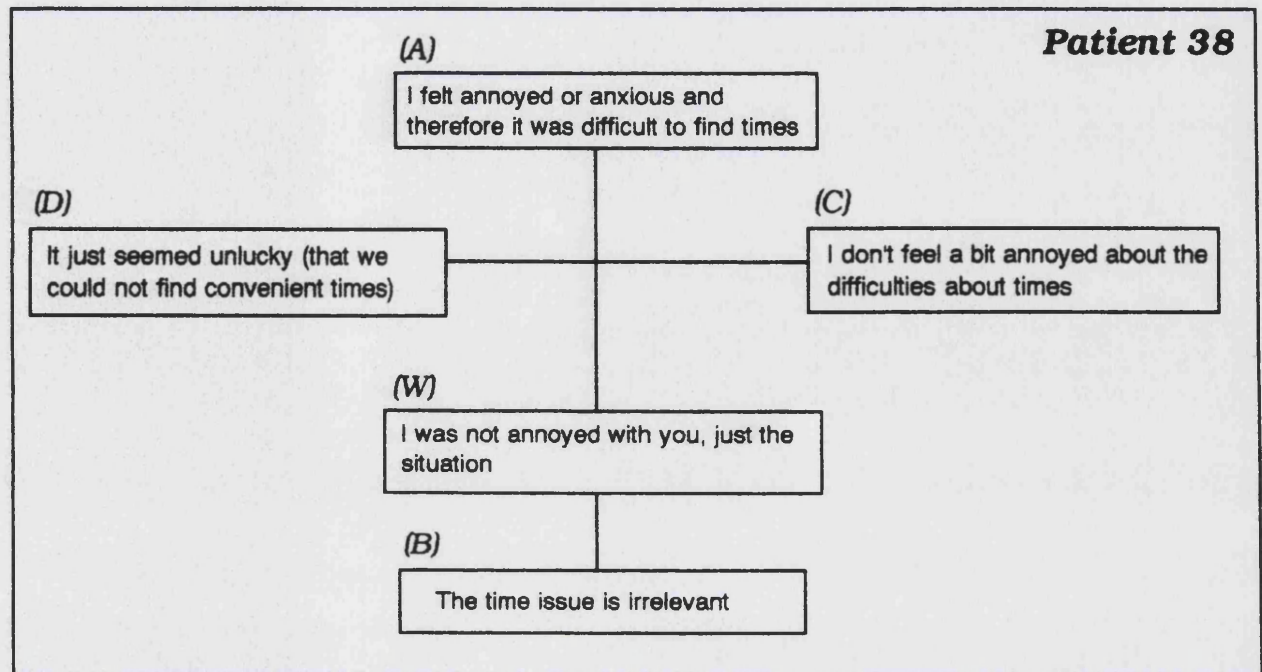 Patient 38
(A)
I felt annoyed or anxious and
therefore it was difficult to find times
(D)
It just seemed unlucky (that we
could not find convenient times)
(C)
I don't feel a bit annoyed about the
difficulties about times
(W)
I was not annoyed with you, just the
situation
(B)
The time issue is irrelevant